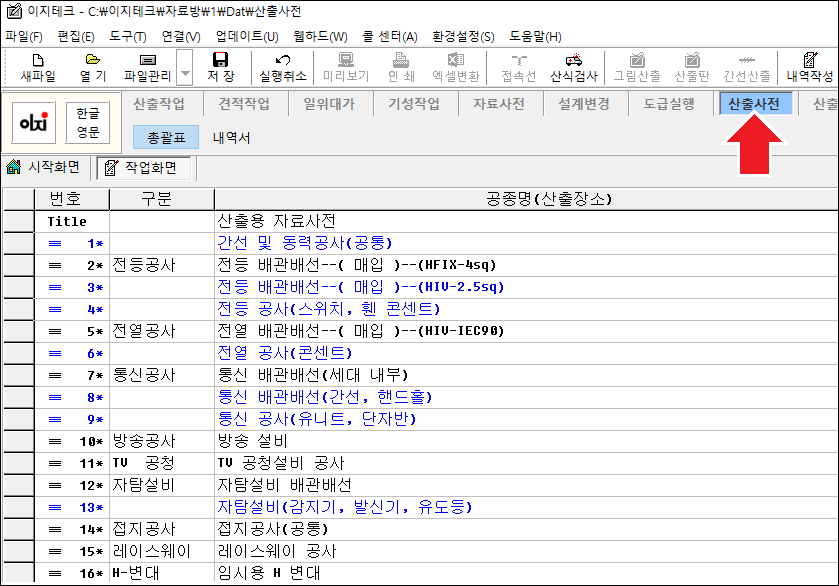 이지테크 - C:₩이지테크₩자료방₩1₩Dat₩산출사전
파일(F) 편집(E) 도구(T) 연결(V) 업데이트(U) 웹하드(W) 콜 센터(A) 환경설정(S) 도움말(H)
새파일 열 기 파일관리 저 장 실행취소 미리보기 인 쇄 엑셀변환 접속선 산식검사 그림산출 산출판 간선산출 내역작성
olxi 한글 산출작업 견적작업 일위대가 기성작업 자료사전 설계변경 도급실행 산출사전 산출
영문 총괄표 내역서
시작화면 작업화면
번호 구분 공종명(산출장소)
Title 산출용 자료사전
1* 간선 및 동력공사(공통)
2* 전등공사 전등 배관배선--( 매입 )--(HFIX-4sq)
3* 전등 배관배선--( 매입 )--(HIV-2.5sq)
4* 전등 공사(스위치, 휀 콘센트)
5* 전열공사 전열 배관배선--( 매입 )--(HIV-IEC90)
6* 전열 공사(콘센트)
7* 통신공사 통신 배관배선(세대 내부)
8* 통신 배관배선(간선, 핸드홀)
9* 통신 공사(유니트, 단자반)
10* 방송공사 방송 설비
11* TV 공청 TV 공청설비 공사
12* 자탐설비 자탐설비 배관배선
13* 자탐설비(감지기, 발신기, 유도등)
14* 접지공사 접지공사(공통)
15* 레이스웨이 레이스웨이 공사
16* H-변대 임시용 H 변대